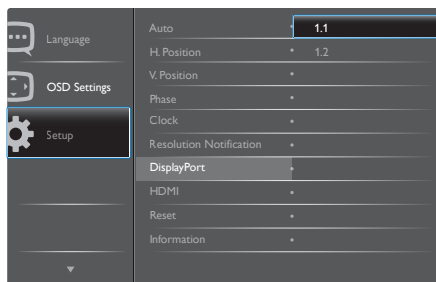 Language
OSD Settings
Setup
Auto
H. Position
V. Position
Phase
Clock
Resolution Notification
DisplayPort
HDMI
Reset
Information
1.1
1.2